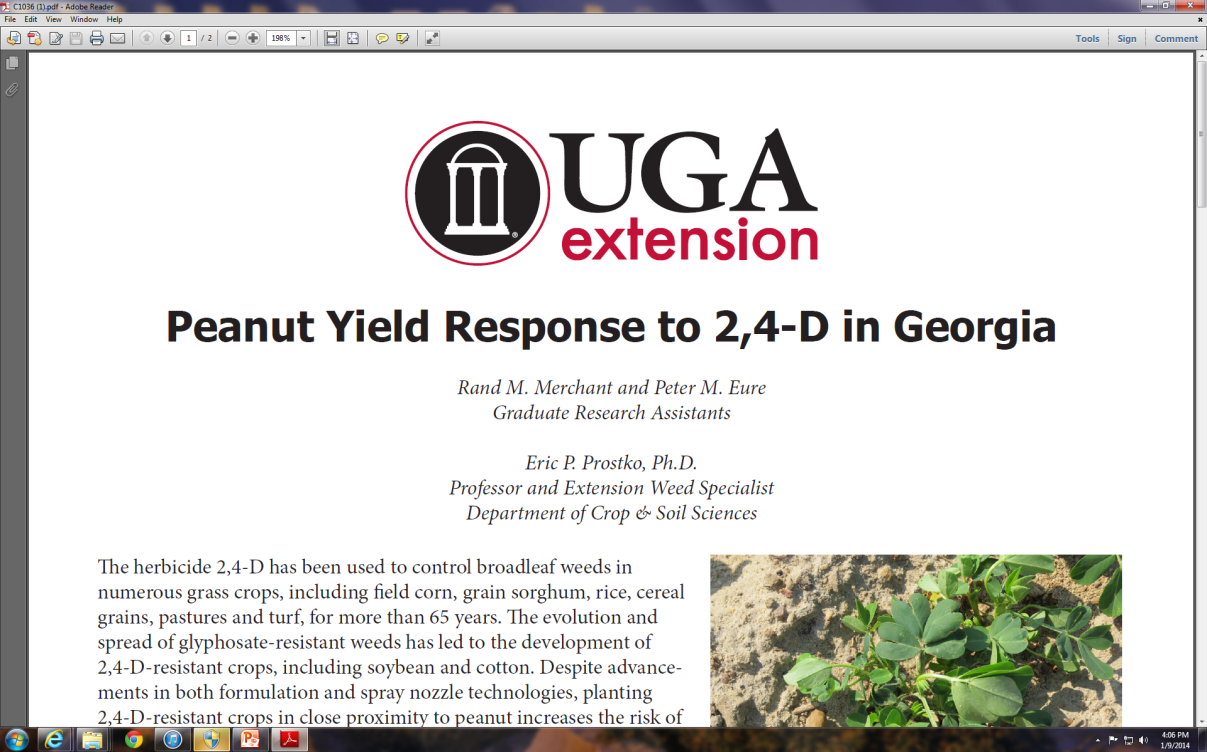 C1036 (1).pdf - Adobe Reader
File Edit View Window Help
1 / 2 198% Tools Sign Comment
UGA
extension
Peanut Yield Response to 2,4-D in Georgia
Rand M. Merchant and Peter M. Eure
Graduate Research Assistants
Eric P. Prostko, Ph.D.
Professor and Extension Weed Specialist
Department of Crop & Soil Sciences
The herbicide 2,4-D has been used to control broadleaf weeds in
numerous grass crops, including field corn, grain sorghum, rice, cereal
grains, pastures and turf, for more than 65 years. The evolution and
spread of glyphosate-resistant weeds has led to the development of
2,4-D-resistant crops, including soybean and cotton. Despite advance-
ments in both formulation and spray nozzle technologies, planting
2,4-D-resistant crops in close proximity to peanut increases the risk of
4:06 PM
1/9/2014